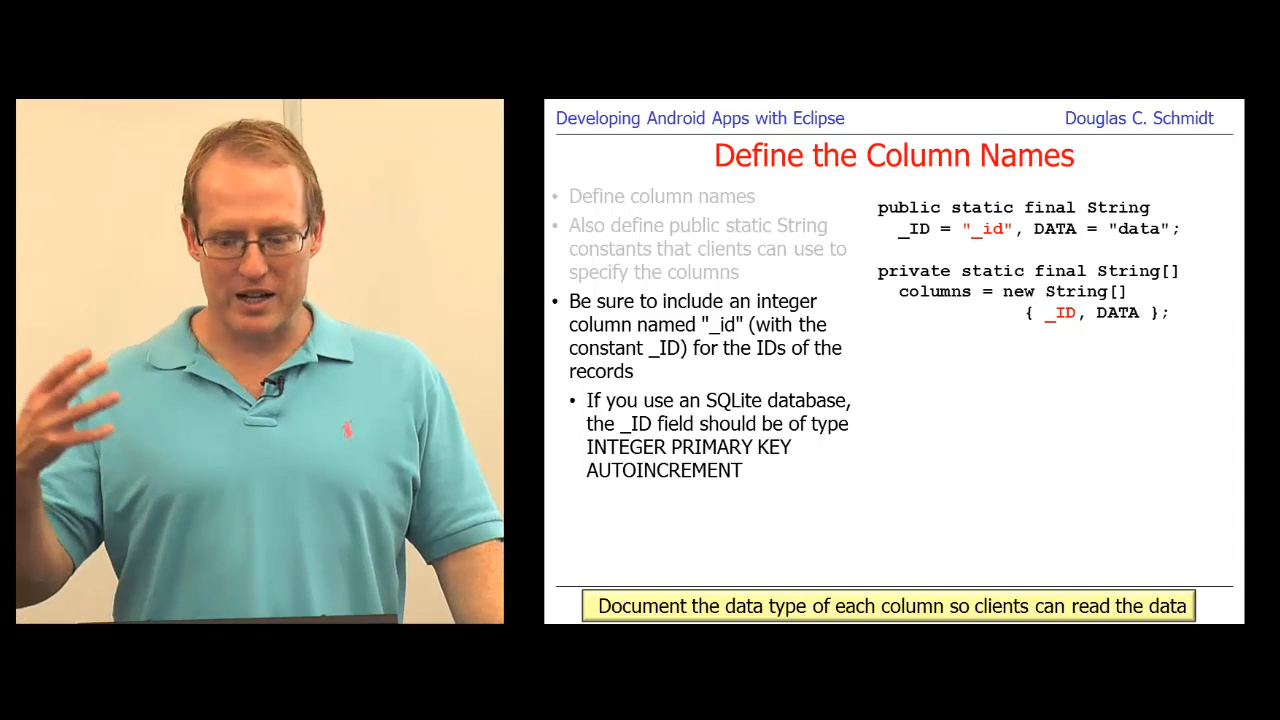 Developing Android Apps with Eclipse
Douglas C. Schmidt
Define the Column Names
• Define column names
• Also define public static String
constants that clients can use to
specify the columns
• Be sure to include an integer
column named "_id" (with the
constant _ID) for the IDs of the
records
• If you use an SQLite database,
the _ID field should be of type
INTEGER PRIMARY KEY
AUTOINCREMENT
public static final String
_ID = "_id", DATA = "data";
private static final String[]
columns = new String[]
{ _ID, DATA };
Document the data type of each column so clients can read the data